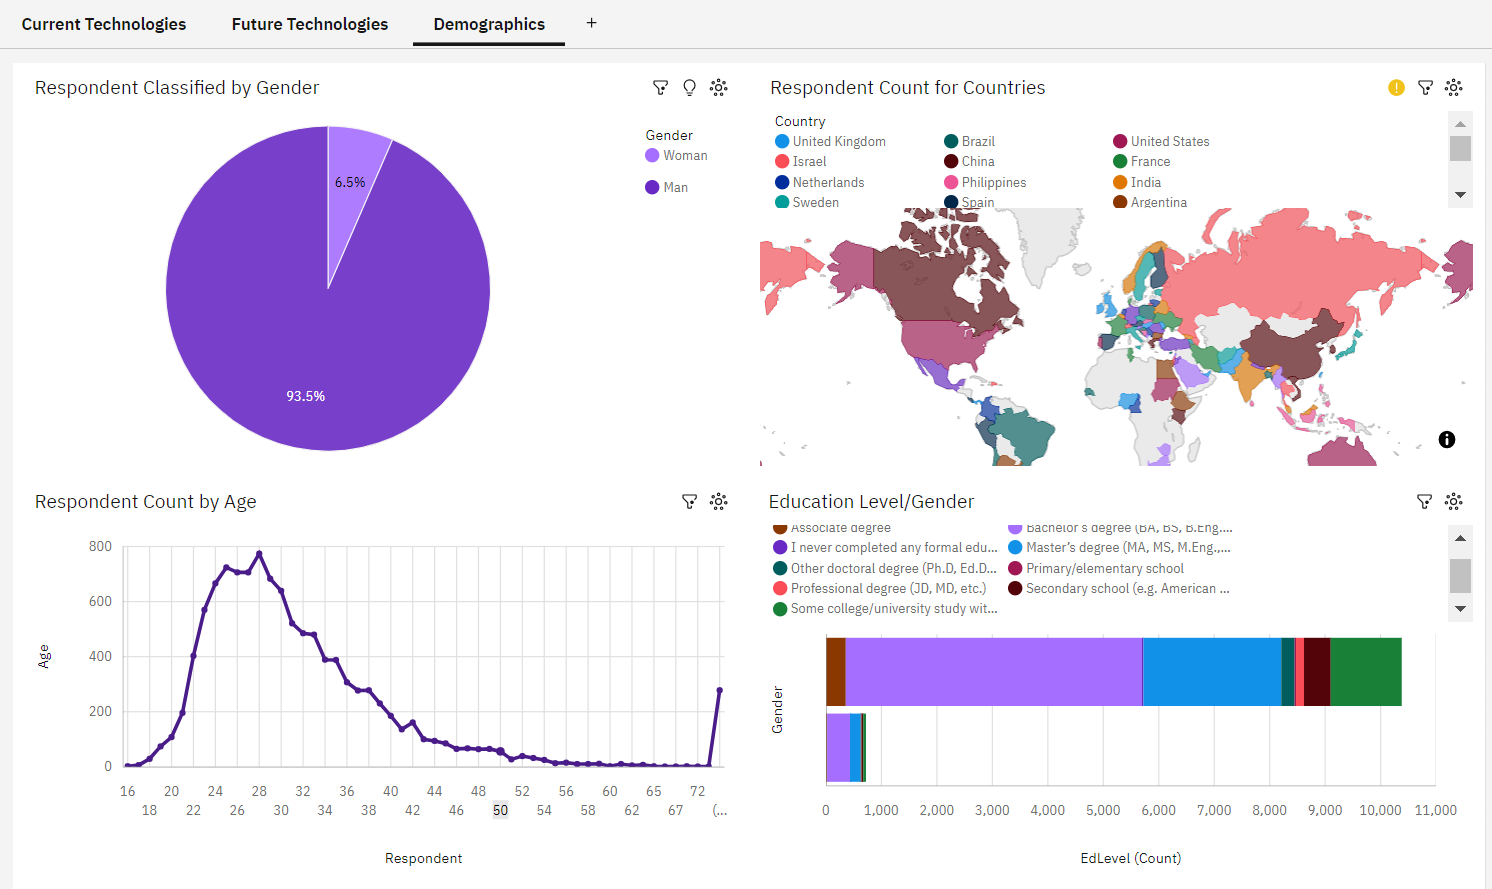 Current Technologies Future Technologies Demographics +
Respondent Classified by Gender
Gender
Woman
Man
6.5%
93.5%
Respondent Count for Countries
Country
United Kingdom Brazil United States
Israel China France
Netherlands Philippines India
Sweden Spain Argentina
Respondent Count by Age
800
600
400
200
0
Age
16 20 24 28 32 36 40 44 48 52 56 60 65 72
18 22 26 30 34 38 42 46 50 54 58 62 67 (...
Respondent
Education Level/Gender
Associate degree Bachelor's degree (BA, BS, B.Eng....
I never completed any formal edu... Master's degree (MA, MS, M.Eng.,...
Other doctoral degree (Ph.D, Ed.D... Primary/elementary school
Professional degree (JD, MD, etc.) Secondary school (e.g. American ...
Some college/university study wit...
Gender
0 1,000 2,000 3,000 4,000 5,000 6,000 7,000 8,000 9,000 10,000 11,000
EdLevel (Count)